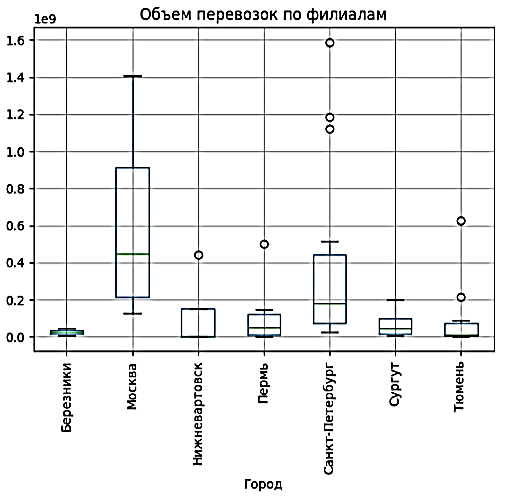 Объем перевозок по филиалам
1e9
1.6
1.4
1.2
1.0
0.8
0.6
0.4
0.2
0.0
Березники
Москва
Нижневартовск
Пермь
Санкт-Петербург
Сургут
Тюмень
Город